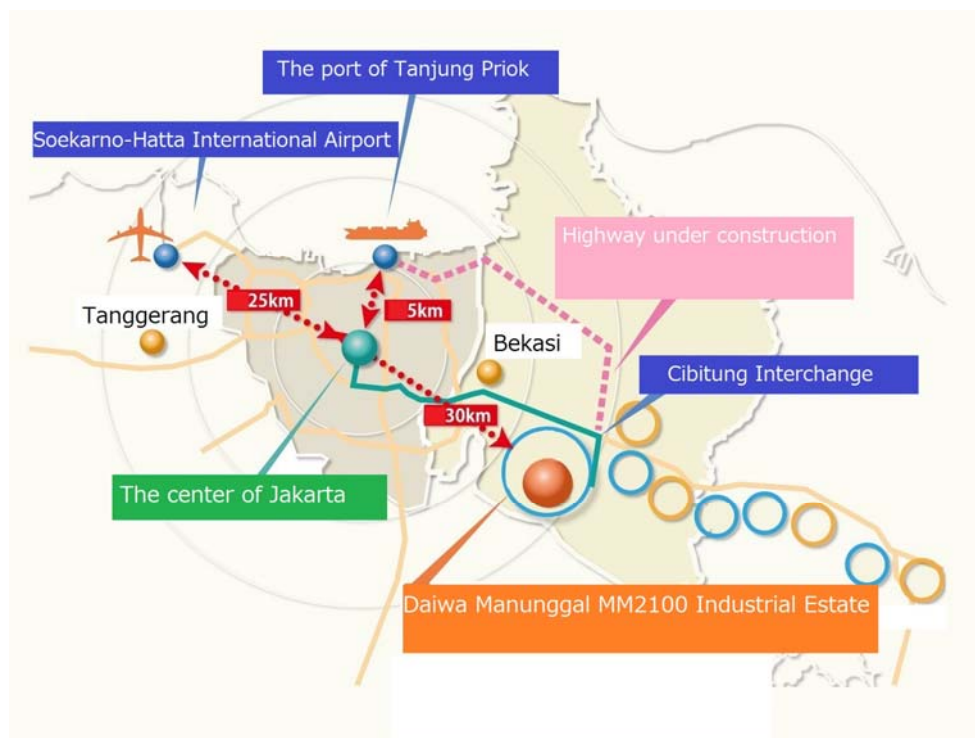 The port of Tanjung Priok
Soekarno-Hatta International Airport
Highway under construction
25km
5km
Tanggerang
Bekasi
Cibitung Interchange
30km
The center of Jakarta
Daiwa Manunggal MM2100 Industrial Estate